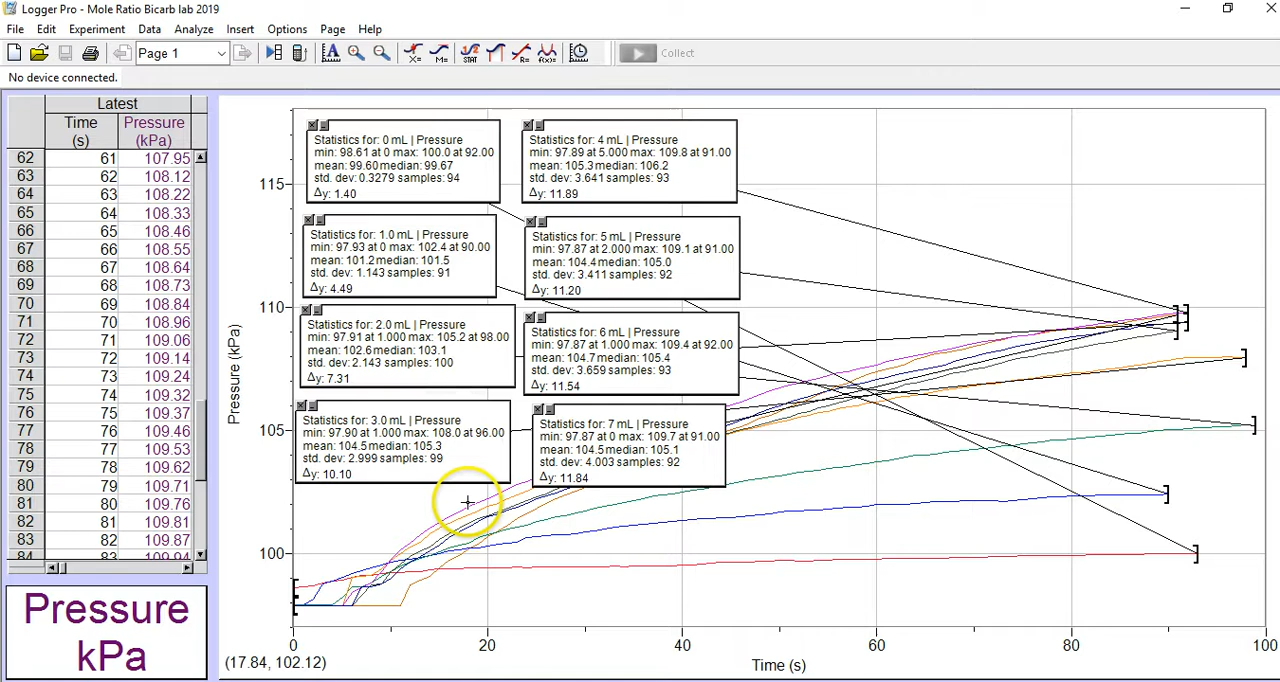 Logger Pro - Mole Ratio Bicarb lab 2019
File Edit Experiment Data Analyze Insert Options Page Help
Page 1
Collect
No device connected.
Latest
Time (s)
Pressure (kPa)
62 61 107.95
63 62 108.12
64 63 108.22
65 64 108.33
66 65 108.46
67 66 108.55
68 67 108.64
69 68 108.73
70 69 108.84
71 70 108.96
72 71 109.06
73 72 109.14
74 73 109.24
75 74 109.32
76 75 109.37
77 76 109.46
78 77 109.53
79 78 109.62
80 79 109.71
81 80 109.76
82 81 109.81
83 82 109.87
84 83 109.94
Pressure
kPa
Statistics for: 0 mL | Pressure
min: 98.61 at 0 max: 100.0 at 92.00
mean: 99.60 median: 99.67
std. dev: 0.3279 samples: 94
Δy: 1.40
Statistics for: 1.0 mL | Pressure
min: 97.93 at 0 max: 102.4 at 90.00
mean: 101.2 median: 101.5
std. dev: 1.143 samples: 91
Δy: 4.49
Statistics for: 2.0 mL | Pressure
min: 97.91 at 1.000 max: 105.2 at 98.00
mean: 102.6 median: 103.1
std. dev: 2.143 samples: 100
Δy: 7.31
Statistics for: 3.0 mL | Pressure
min: 97.90 at 1.000 max: 108.0 at 96.00
mean: 104.5 median: 105.3
std. dev: 2.999 samples: 99
Δy: 10.10
Statistics for: 4 mL | Pressure
min: 97.89 at 5.000 max: 109.8 at 91.00
mean: 105.3 median: 106.2
std. dev: 3.641 samples: 93
Δy: 11.89
Statistics for: 5 mL | Pressure
min: 97.87 at 2.000 max: 109.1 at 91.00
mean: 104.4 median: 105.0
std. dev: 3.411 samples: 92
Δy: 11.20
Statistics for: 6 mL | Pressure
min: 97.87 at 1.000 max: 109.4 at 92.00
mean: 104.7 median: 105.4
std. dev: 3.659 samples: 93
Δy: 11.54
Statistics for: 7 mL | Pressure
min: 97.87 at 0 max: 109.7 at 91.00
mean: 104.5 median: 105.1
std. dev: 4.003 samples: 92
Δy: 11.84
Pressure (kPa)
115
110
105
100
0 20 40 60 80 100
(17.84, 102.12)
Time (s)